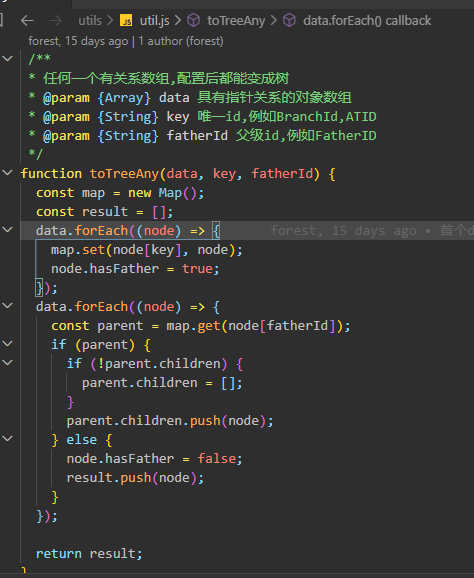 utils > JS util.js > toTreeAny > data.forEach() callback
forest, 15 days ago | 1 author (forest)
/**
* 任何一个有关系数组,配置后都能变成树
* @param {Array} data 具有指针关系的对象数组
* @param {String} key 唯一id,例如BranchId,ATID
* @param {String} fatherId 父级id,例如FatherID
*/
function toTreeAny(data, key, fatherId) {
const map = new Map();
const result = [];
data.forEach((node) => { forest, 15 days ago • 首个
map.set(node[key], node);
node.hasFather = true;
});
data.forEach((node) => {
const parent = map.get(node[fatherId]);
if (parent) {
if (!parent.children) {
parent.children = [];
}
parent.children.push(node);
} else {
node.hasFather = false;
result.push(node);
}
});
return result;
}